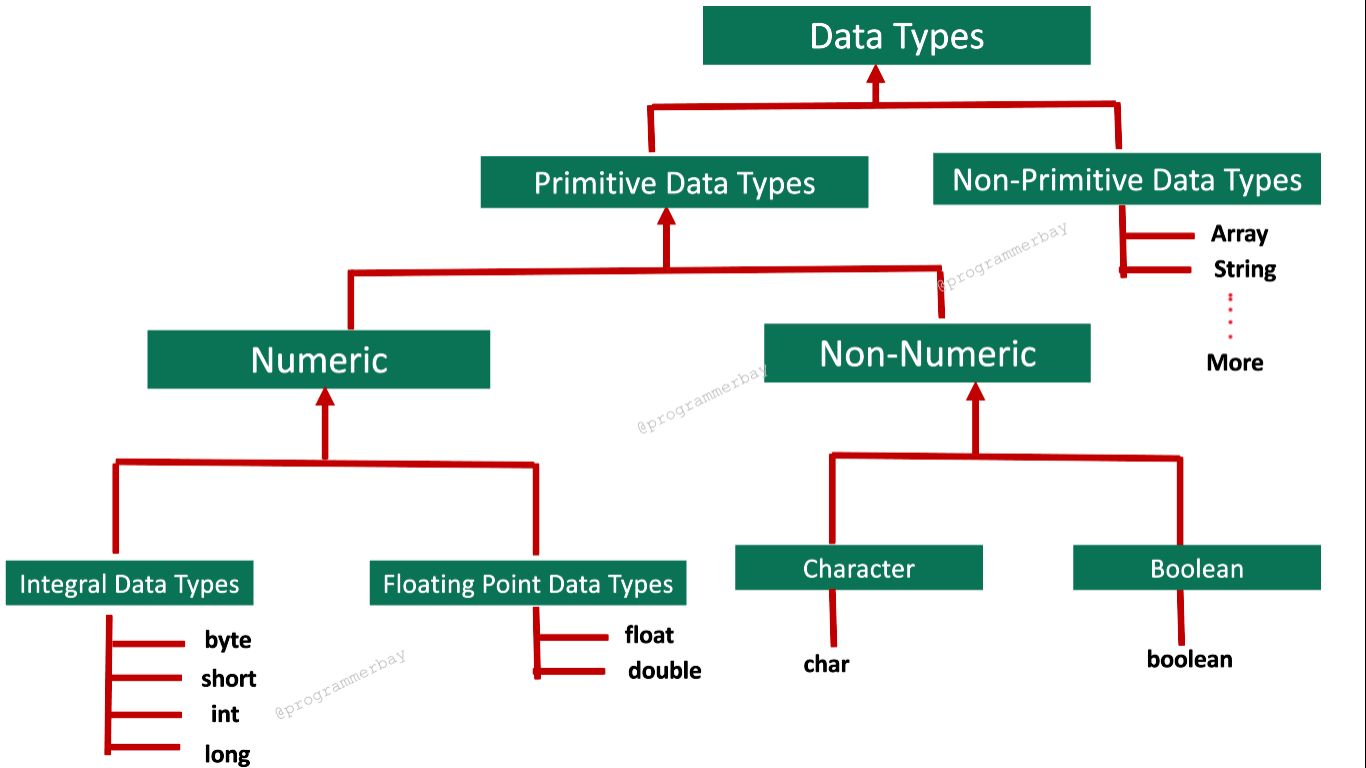 Data Types
Primitive Data Types
Non-Primitive Data Types
Array
String
More
@programmerbay
Numeric
Non-Numeric
@programmerbay
Integral Data Types
Floating Point Data Types
Character
Boolean
byte
short
int
long
float
double
char
boolean
@programmerbay